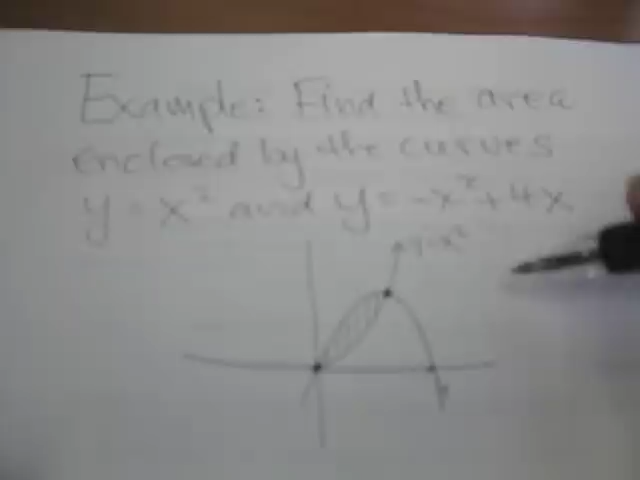 Example: Find the area
enclosed by the curves
y = x² and y = -x² + 4x
y=x²